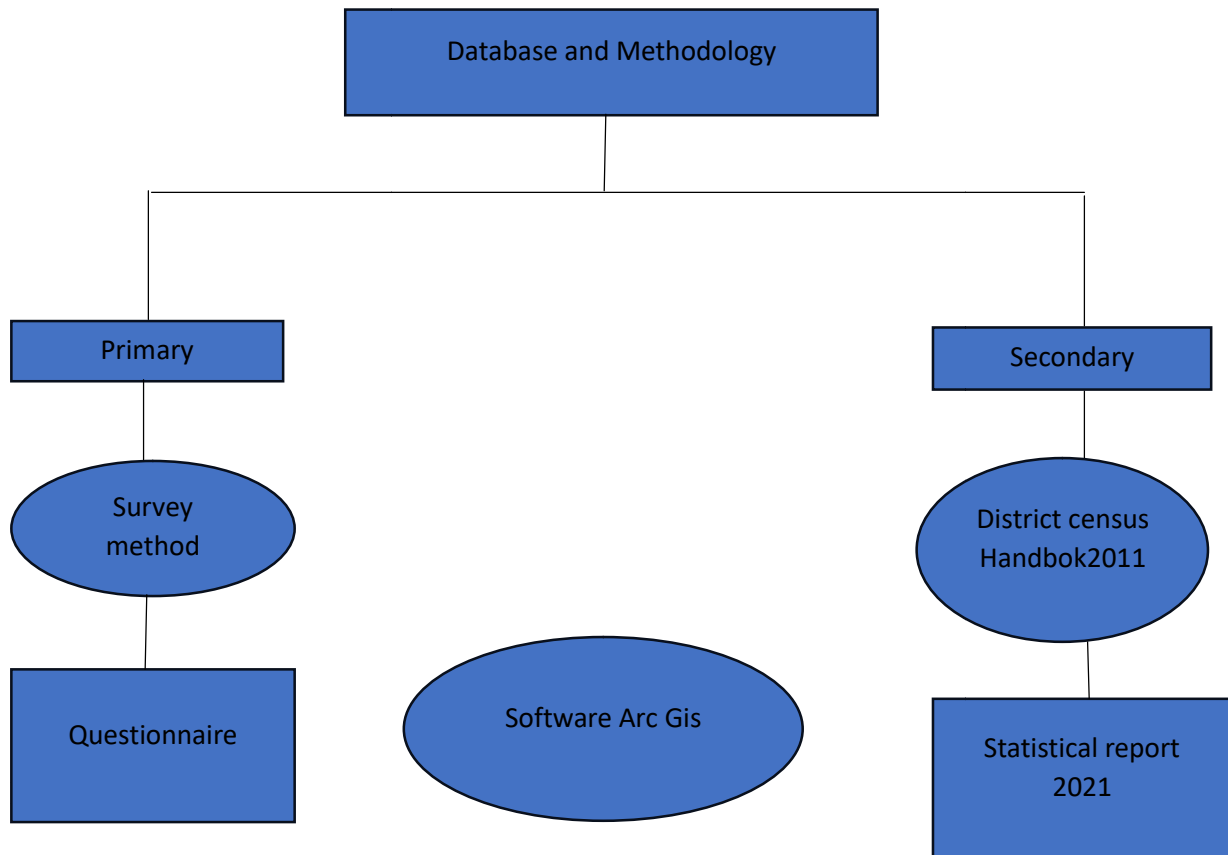 Database and Methodology
Primary
Secondary
Survey
method
District census
Handbok2011
Questionnaire
Software Arc Gis
Statistical report
2021